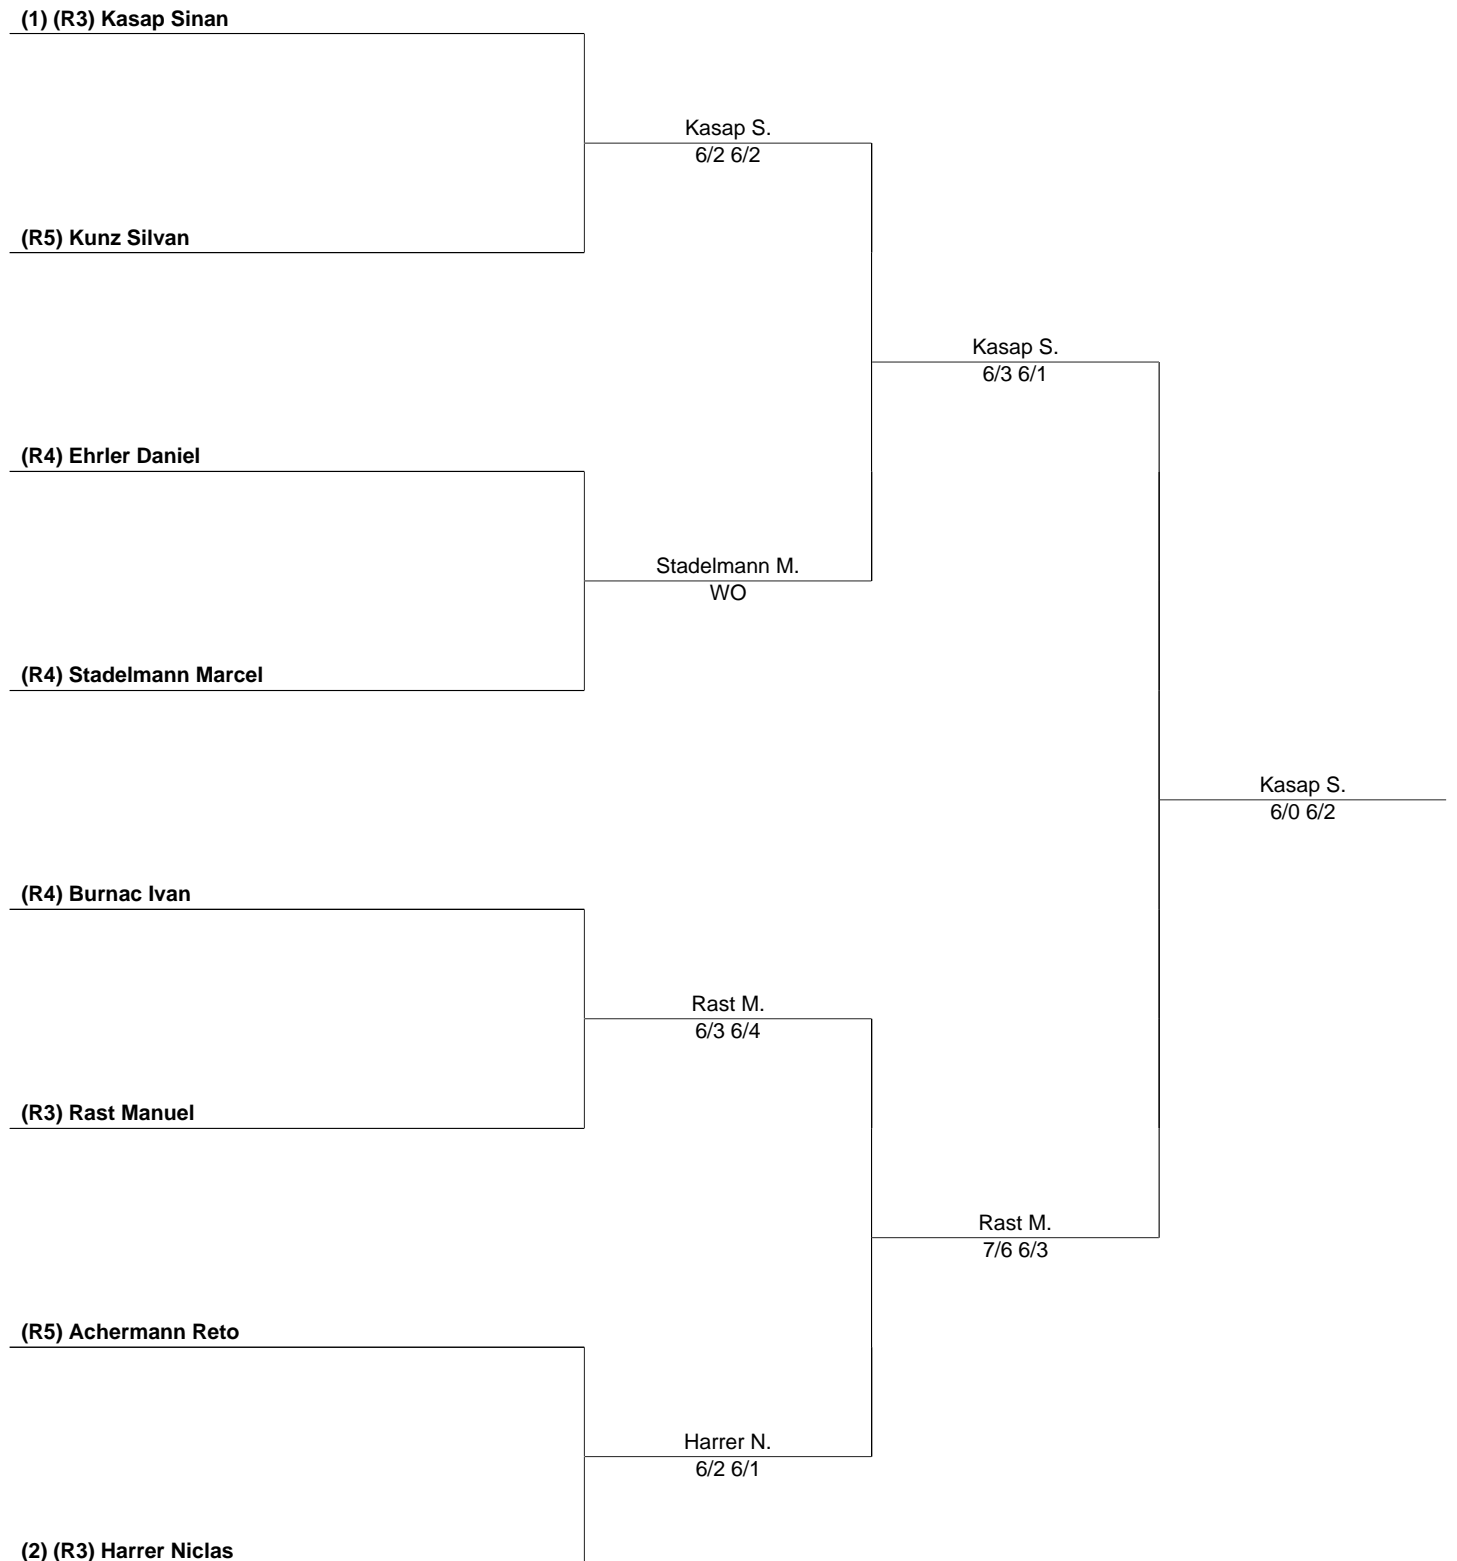 (1) (R3) Kasap Sinan
Kasap S.
6/2 6/2
(R5) Kunz Silvan
Kasap S.
6/3 6/1
(R4) Ehrler Daniel
Stadelmann M.
WO
(R4) Stadelmann Marcel
Kasap S.
6/0 6/2
(R4) Burnac Ivan
Rast M.
6/3 6/4
(R3) Rast Manuel
Rast M.
7/6 6/3
(R5) Achermann Reto
Harrer N.
6/2 6/1
(2) (R3) Harrer Niclas